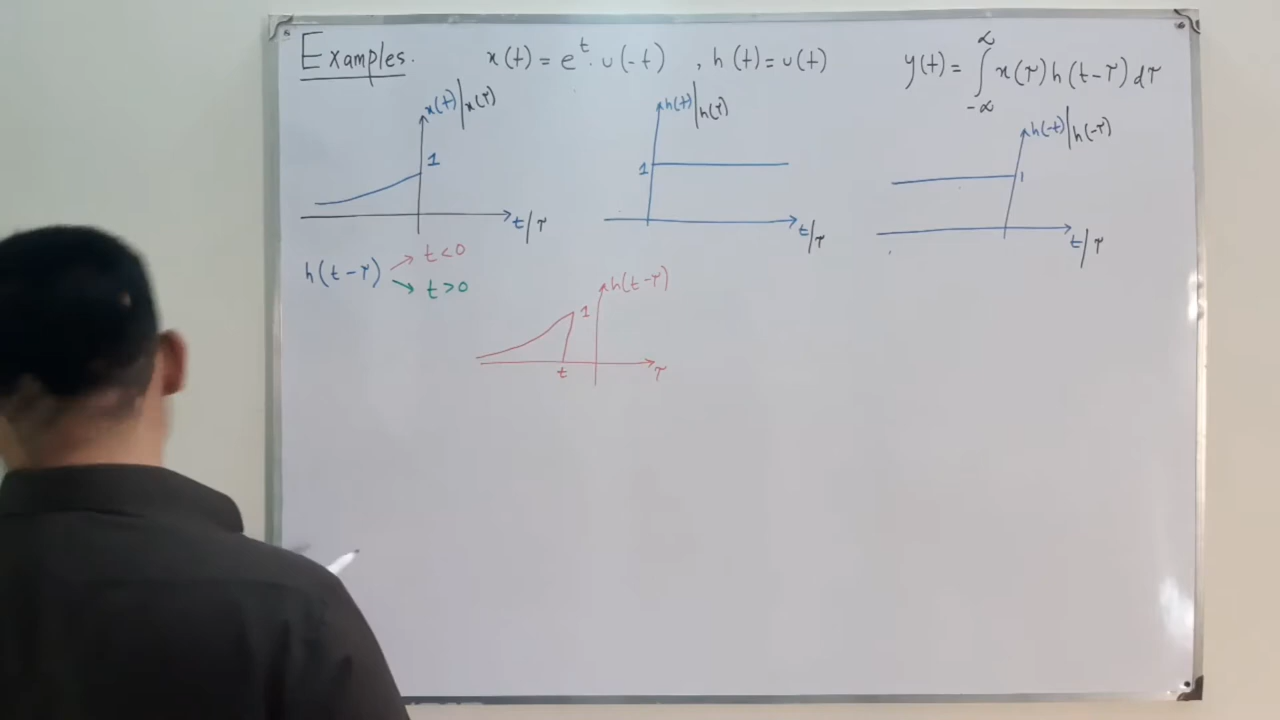 Examples. x(t) = e^t · u(-t) , h(t) = u(t) y(t) = ∫_{-∞}^{∞} x(τ) h(t-τ) dτ
x(t)|x(τ) h(t)|h(τ) h(-t)|h(-τ)
1 1 1
t/τ t/τ t/τ
h(t-τ) t<0
t>0
h(t-τ)
1
t τ